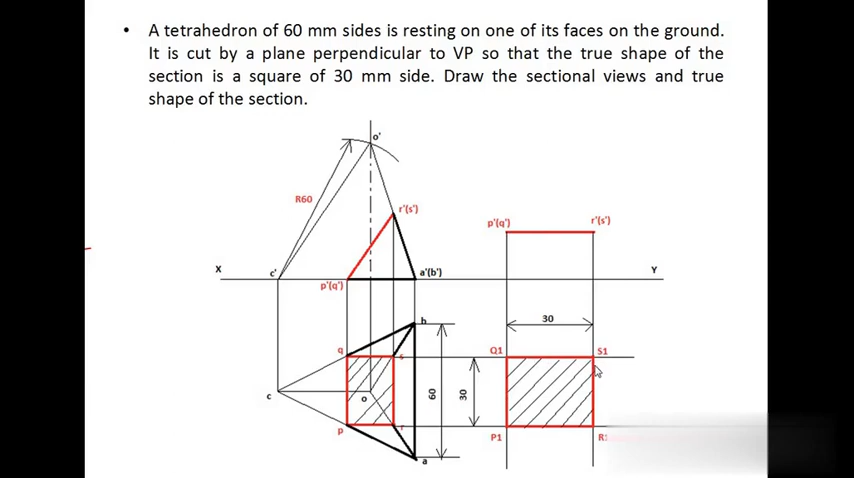 • A tetrahedron of 60 mm sides is resting on one of its faces on the ground.
It is cut by a plane perpendicular to VP so that the true shape of the
section is a square of 30 mm side. Draw the sectional views and true
shape of the section.
o'
R60
r'(s')
p'(q')
r'(s')
X
c'
a'(b')
Y
p'(q')
30
b
q
s
Q1
S1
c
o
60
30
p
r
P1
a